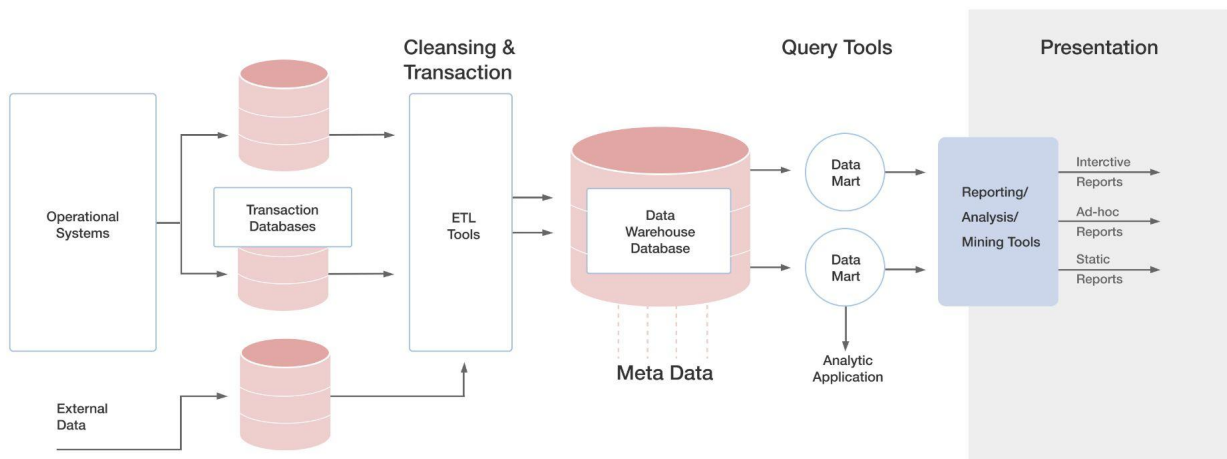 Cleansing &
Transaction
Query Tools
Presentation
Operational
Systems
Transaction
Databases
ETL
Tools
Data
Warehouse
Database
Data
Mart
Data
Mart
Reporting/
Analysis/
Mining Tools
Interctive
Reports
Ad-hoc
Reports
Static
Reports
Meta Data
Analytic
Application
External
Data